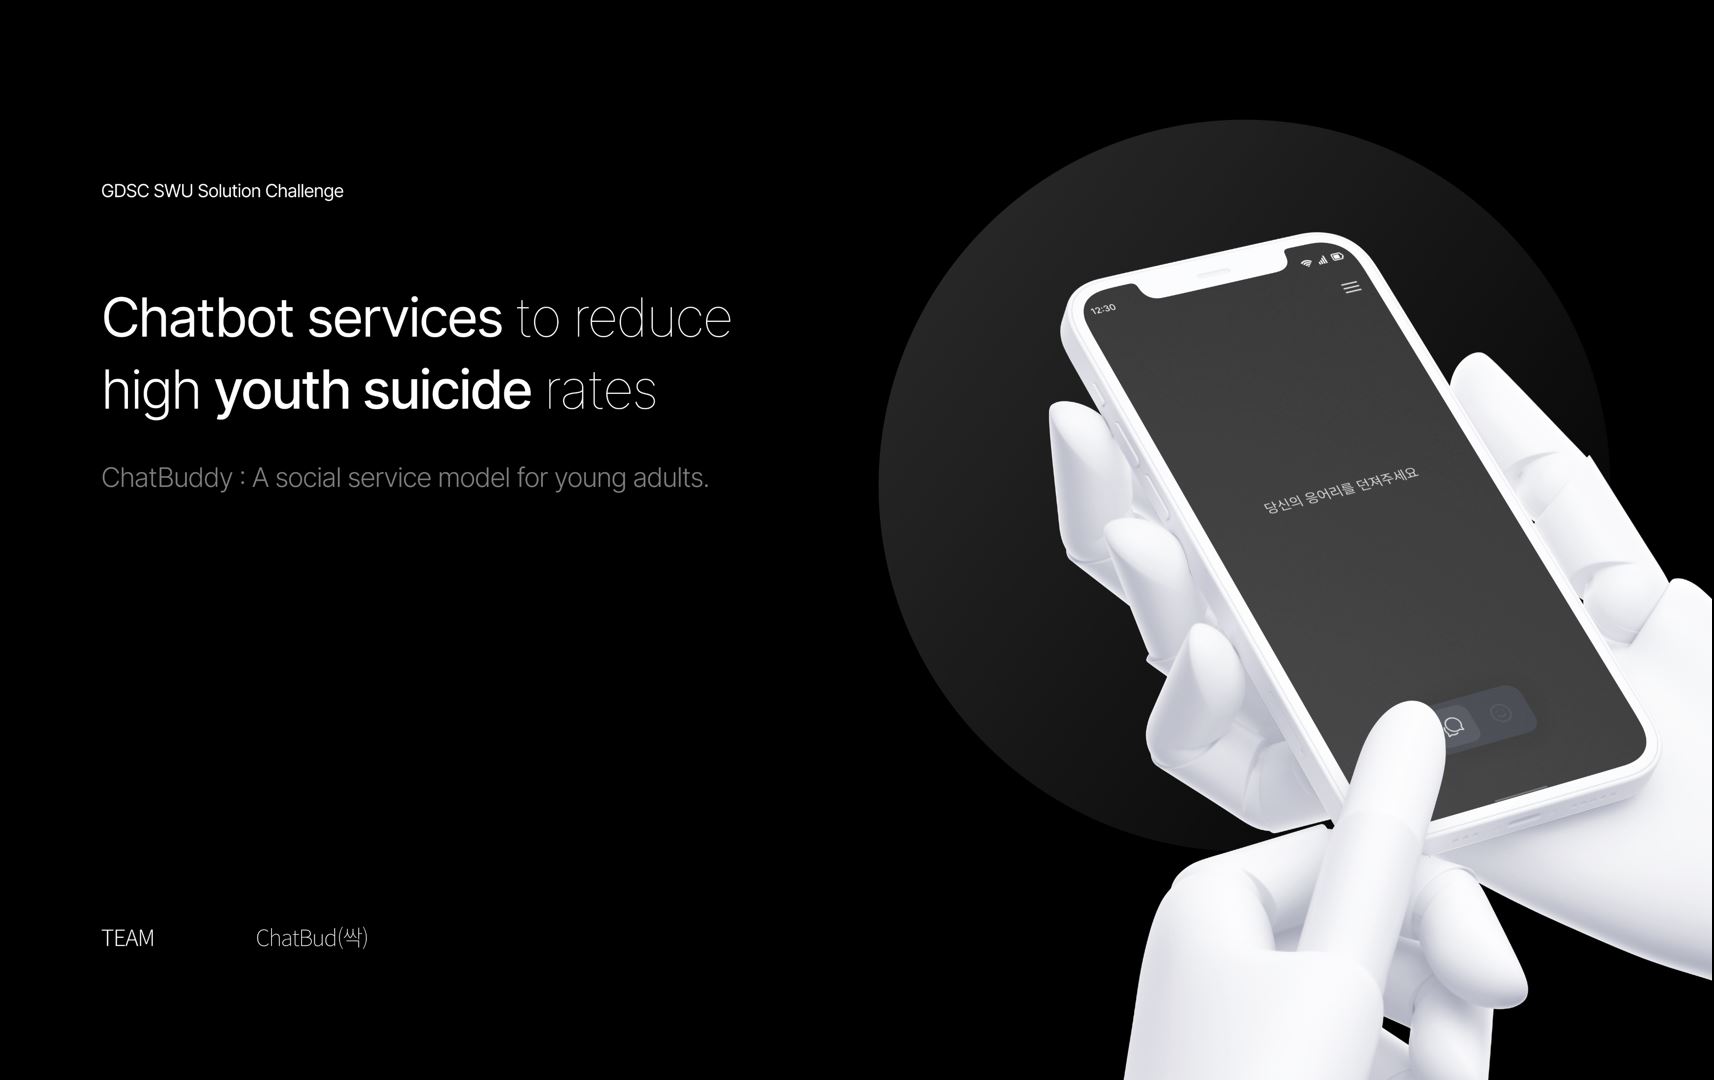 GDSC SWU Solution Challenge
Chatbot services to reduce
high youth suicide rates
ChatBuddy : A social service model for young adults.
12:30
당신의 응어리를 던져주세요
TEAM
ChatBud(싹)